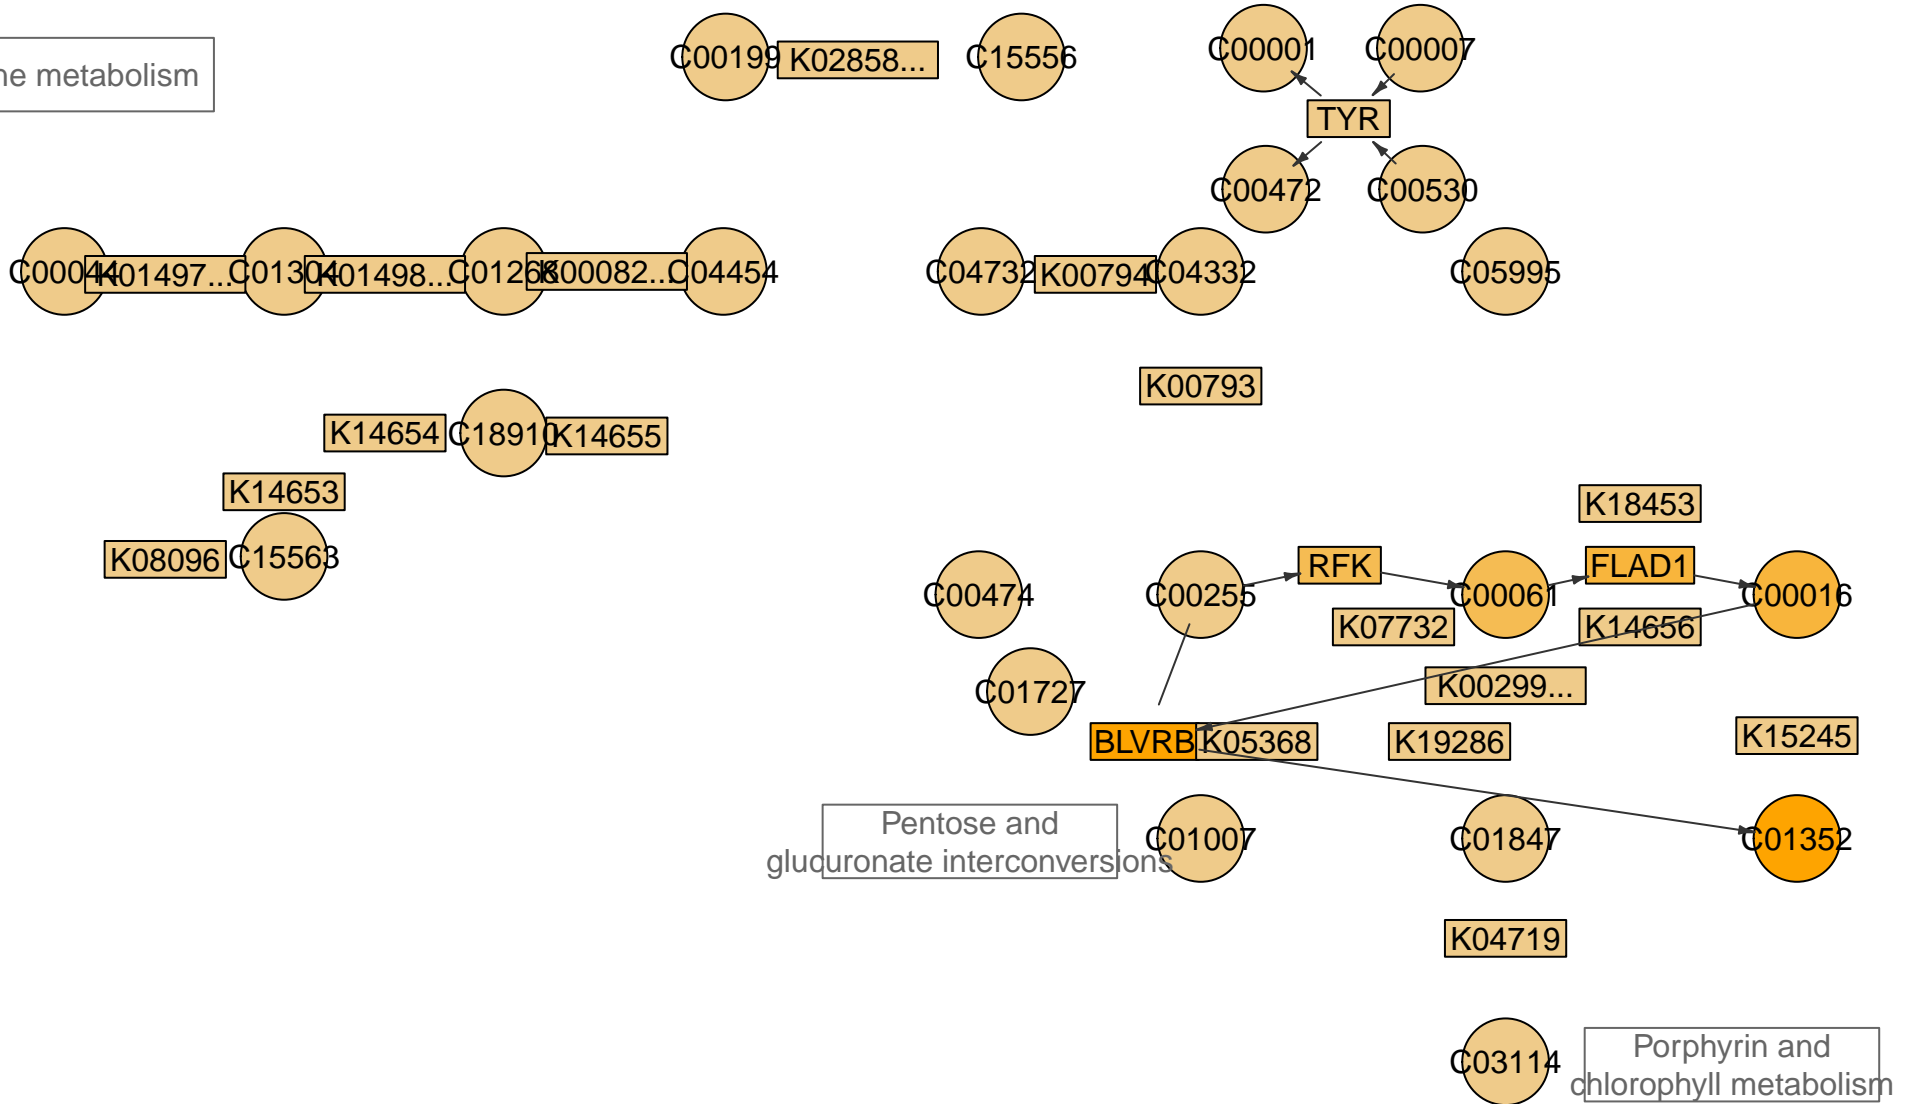 ne metabolism
C00199
K02858...
C15556
C00001
C00007
TYR
C00472
C00530
C00044
K01497...
C01304
K01498...
C01268
K00082...
C04454
C04732
K00794
C04332
C05995
K00793
K14654
C18910
K14655
K14653
K08096
C15563
K18453
C00474
C00255
RFK
C00061
FLAD1
C00016
K07732
K14656
C01727
K00299...
BLVRB
K05368
K19286
K15245
Pentose and
glucuronate interconversions
C01007
C01847
C01352
K04719
C03114
Porphyrin and
chlorophyll metabolism